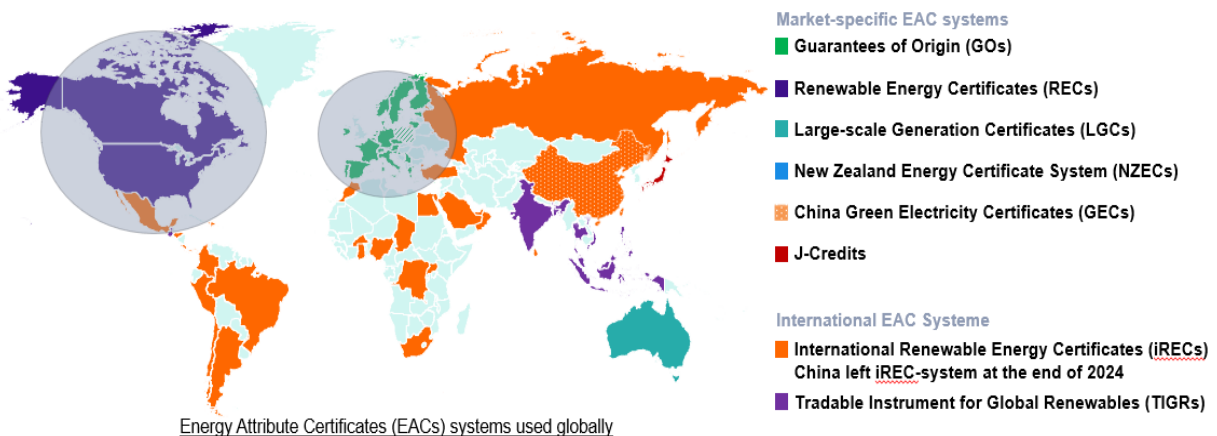 Market-specific EAC systems
Guarantees of Origin (GOs)
Renewable Energy Certificates (RECs)
Large-scale Generation Certificates (LGCs)
New Zealand Energy Certificate System (NZECs)
China Green Electricity Certificates (GECs)
J-Credits
International EAC Systeme
International Renewable Energy Certificates (iRECs)
China left iREC-system at the end of 2024
Tradable Instrument for Global Renewables (TIGRs)
Energy Attribute Certificates (EACs) systems used globally